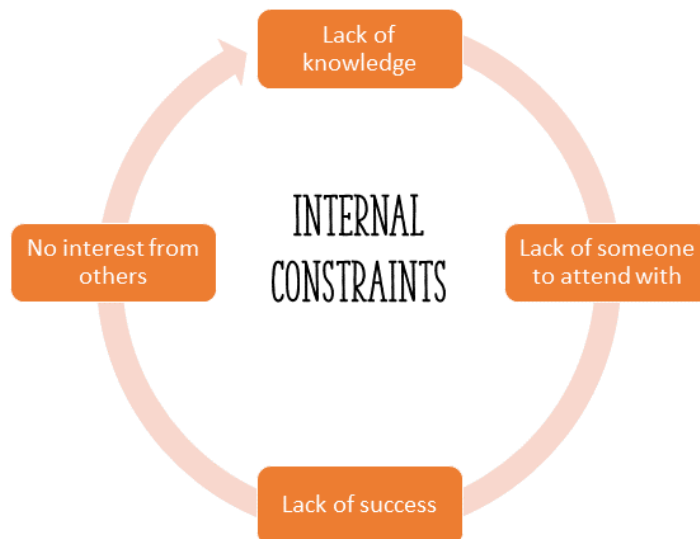 Lack of
knowledge
INTERNAL
CONSTRAINTS
No interest from
others
Lack of someone
to attend with
Lack of success